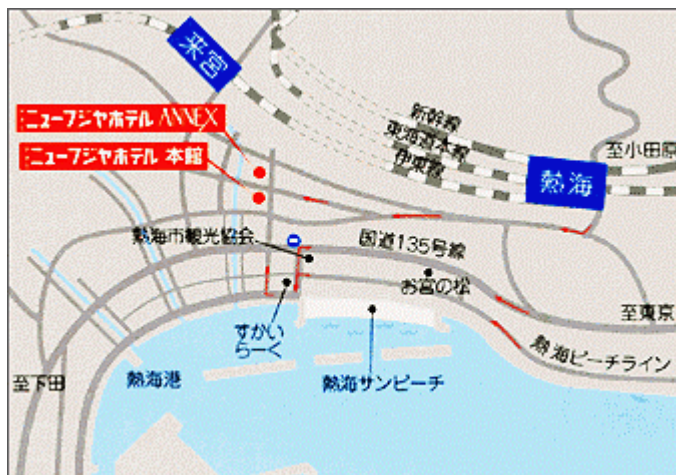 来宮
ニューフジヤホテル ANNEX
ニューフジヤホテル 本館
新幹線
東海道本線
伊東線
至小田原
熱海
熱海市観光協会
国道135号線
お宮の松
至東京
すかい
らーく
熱海ビーチライン
至下田
熱海港
熱海サンビーチ